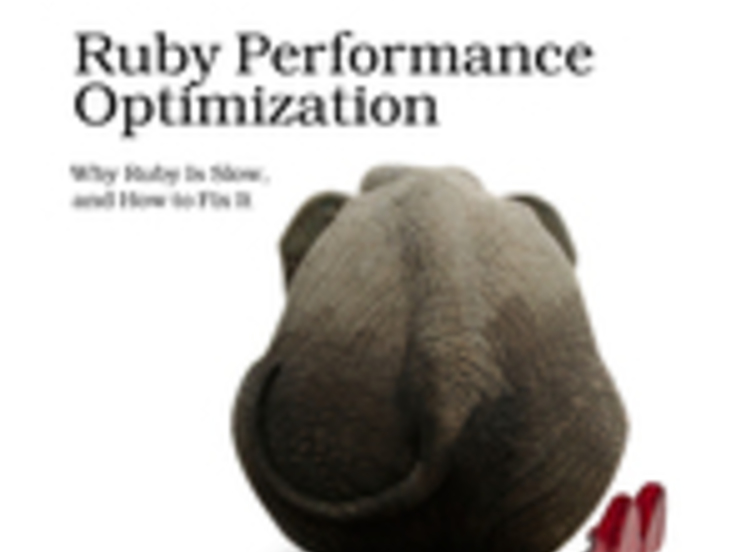 Ruby Performance
Optimization
Why Ruby Is Slow,
and How to Fix It